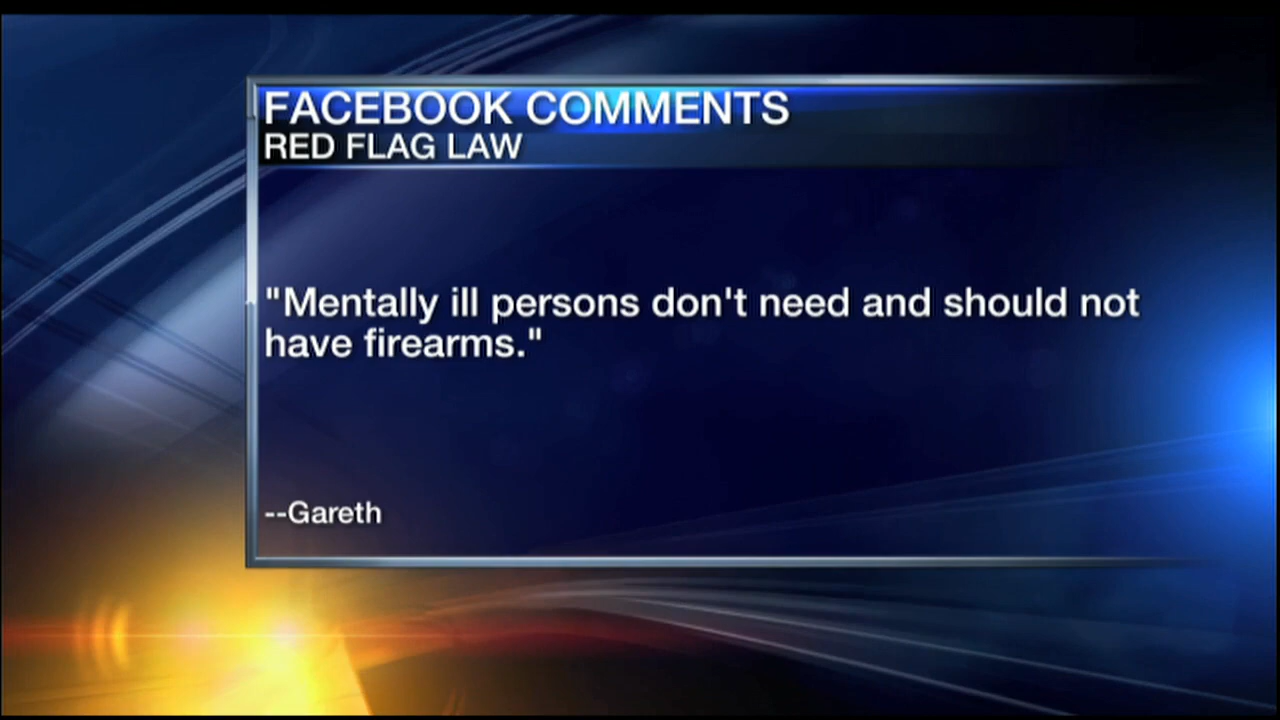 FACEBOOK COMMENTS
RED FLAG LAW
"Mentally ill persons don't need and should not
have firearms."
--Gareth